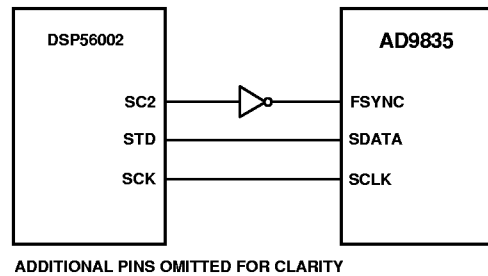 DSP56002
AD9835
SC2
FSYNC
STD
SDATA
SCK
SCLK
ADDITIONAL PINS OMITTED FOR CLARITY